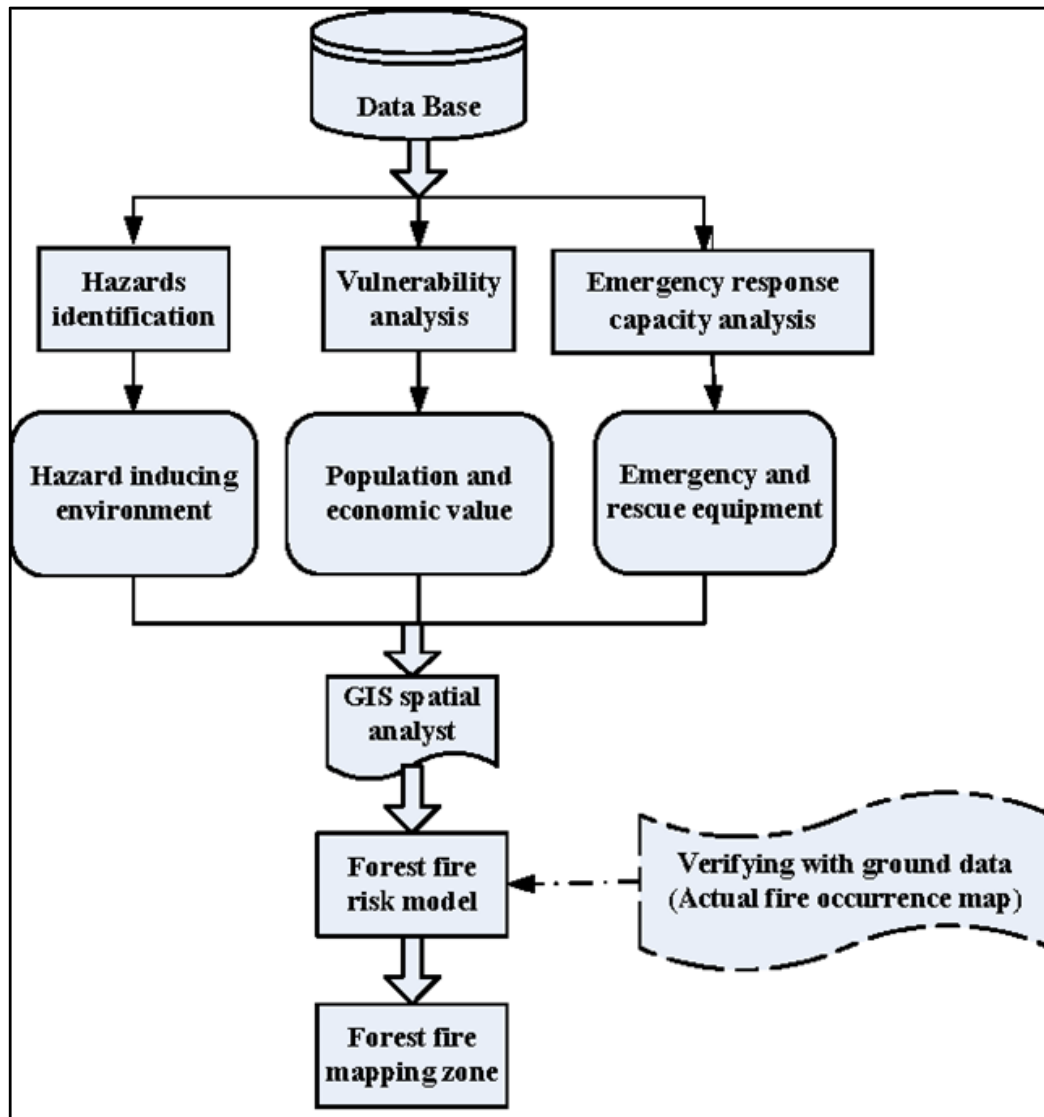 Data Base
Hazards
identification
Vulnerability
analysis
Emergency response
capacity analysis
Hazard inducing
environment
Population and
economic value
Emergency and
rescue equipment
GIS spatial
analyst
Forest fire
risk model
Verifying with ground data
(Actual fire occurrence map)
Forest fire
mapping zone